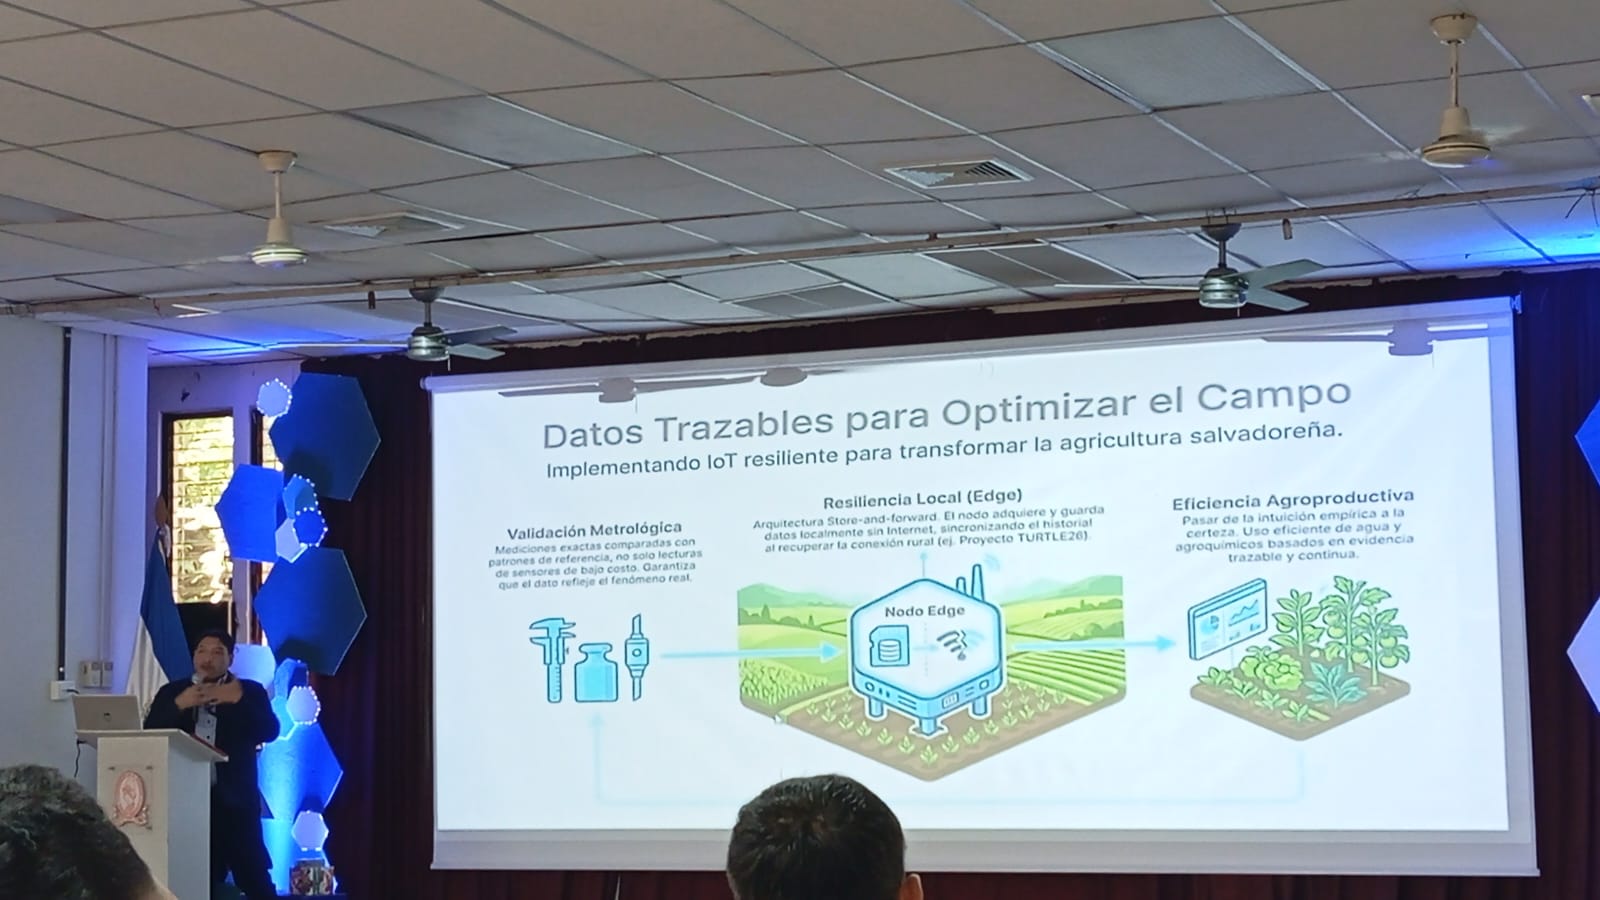 Datos Trazables para Optimizar el Campo
Implementando IoT resiliente para transformar la agricultura salvadoreña.
Validación Metrológica
Mediciones exactas comparadas con
patrones de referencia, no solo lecturas
de sensores de bajo costo. Garantiza
que el dato refleje el fenómeno real.
Resiliencia Local (Edge)
Arquitectura Store-and-forward. El nodo adquiere y guarda
datos localmente sin Internet, sincronizando el historial
al recuperar la conexión rural (ej. Proyecto TURTLE26).
Nodo Edge
Eficiencia Agroproductiva
Pasar de la intuición empírica a la
certeza. Uso eficiente de agua y
agroquímicos basados en evidencia
trazable y continua.